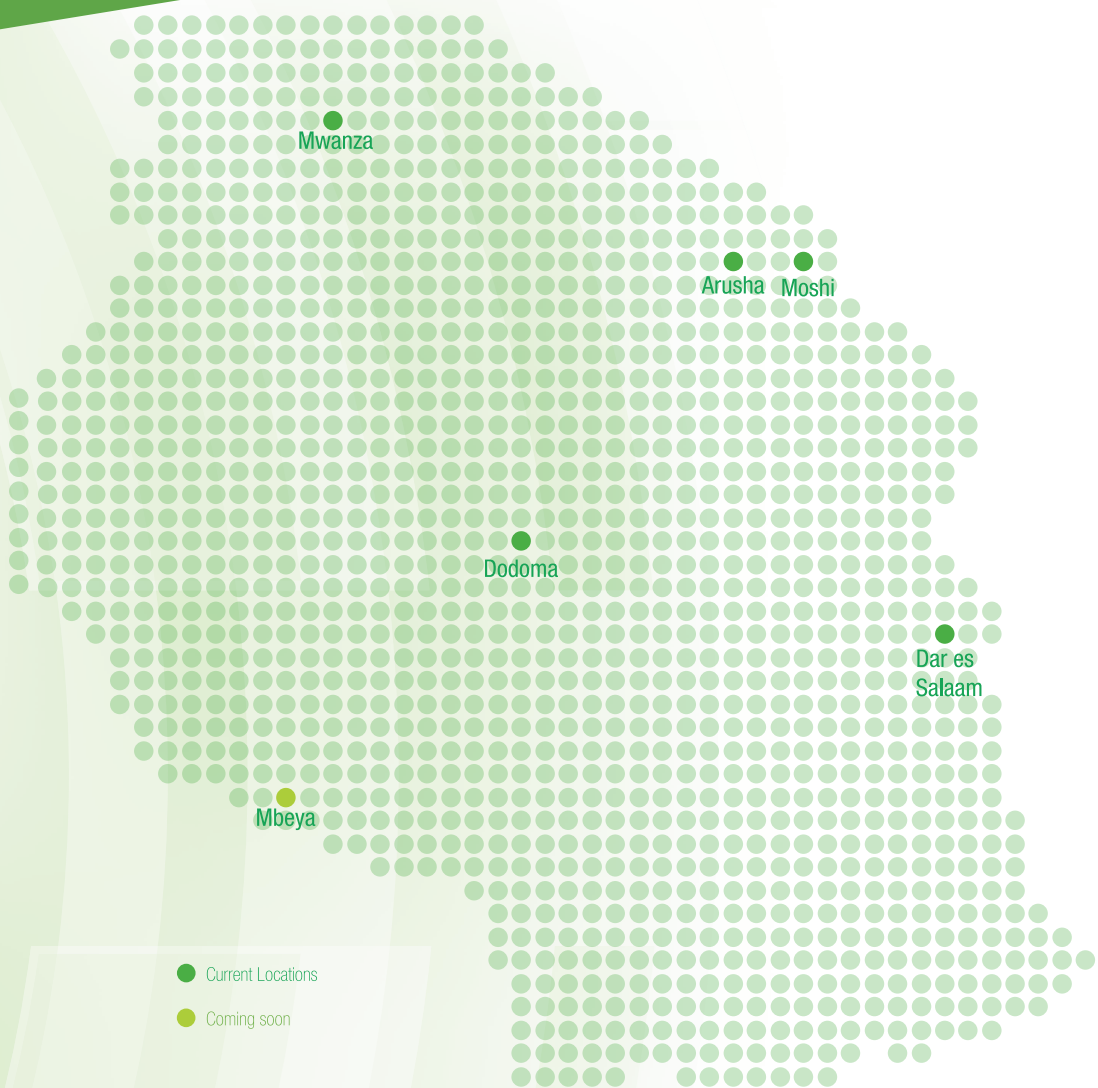 Mwanza
Arusha
Moshi
Dodoma
Dar es
Salaam
Mbeya
Current Locations
Coming soon